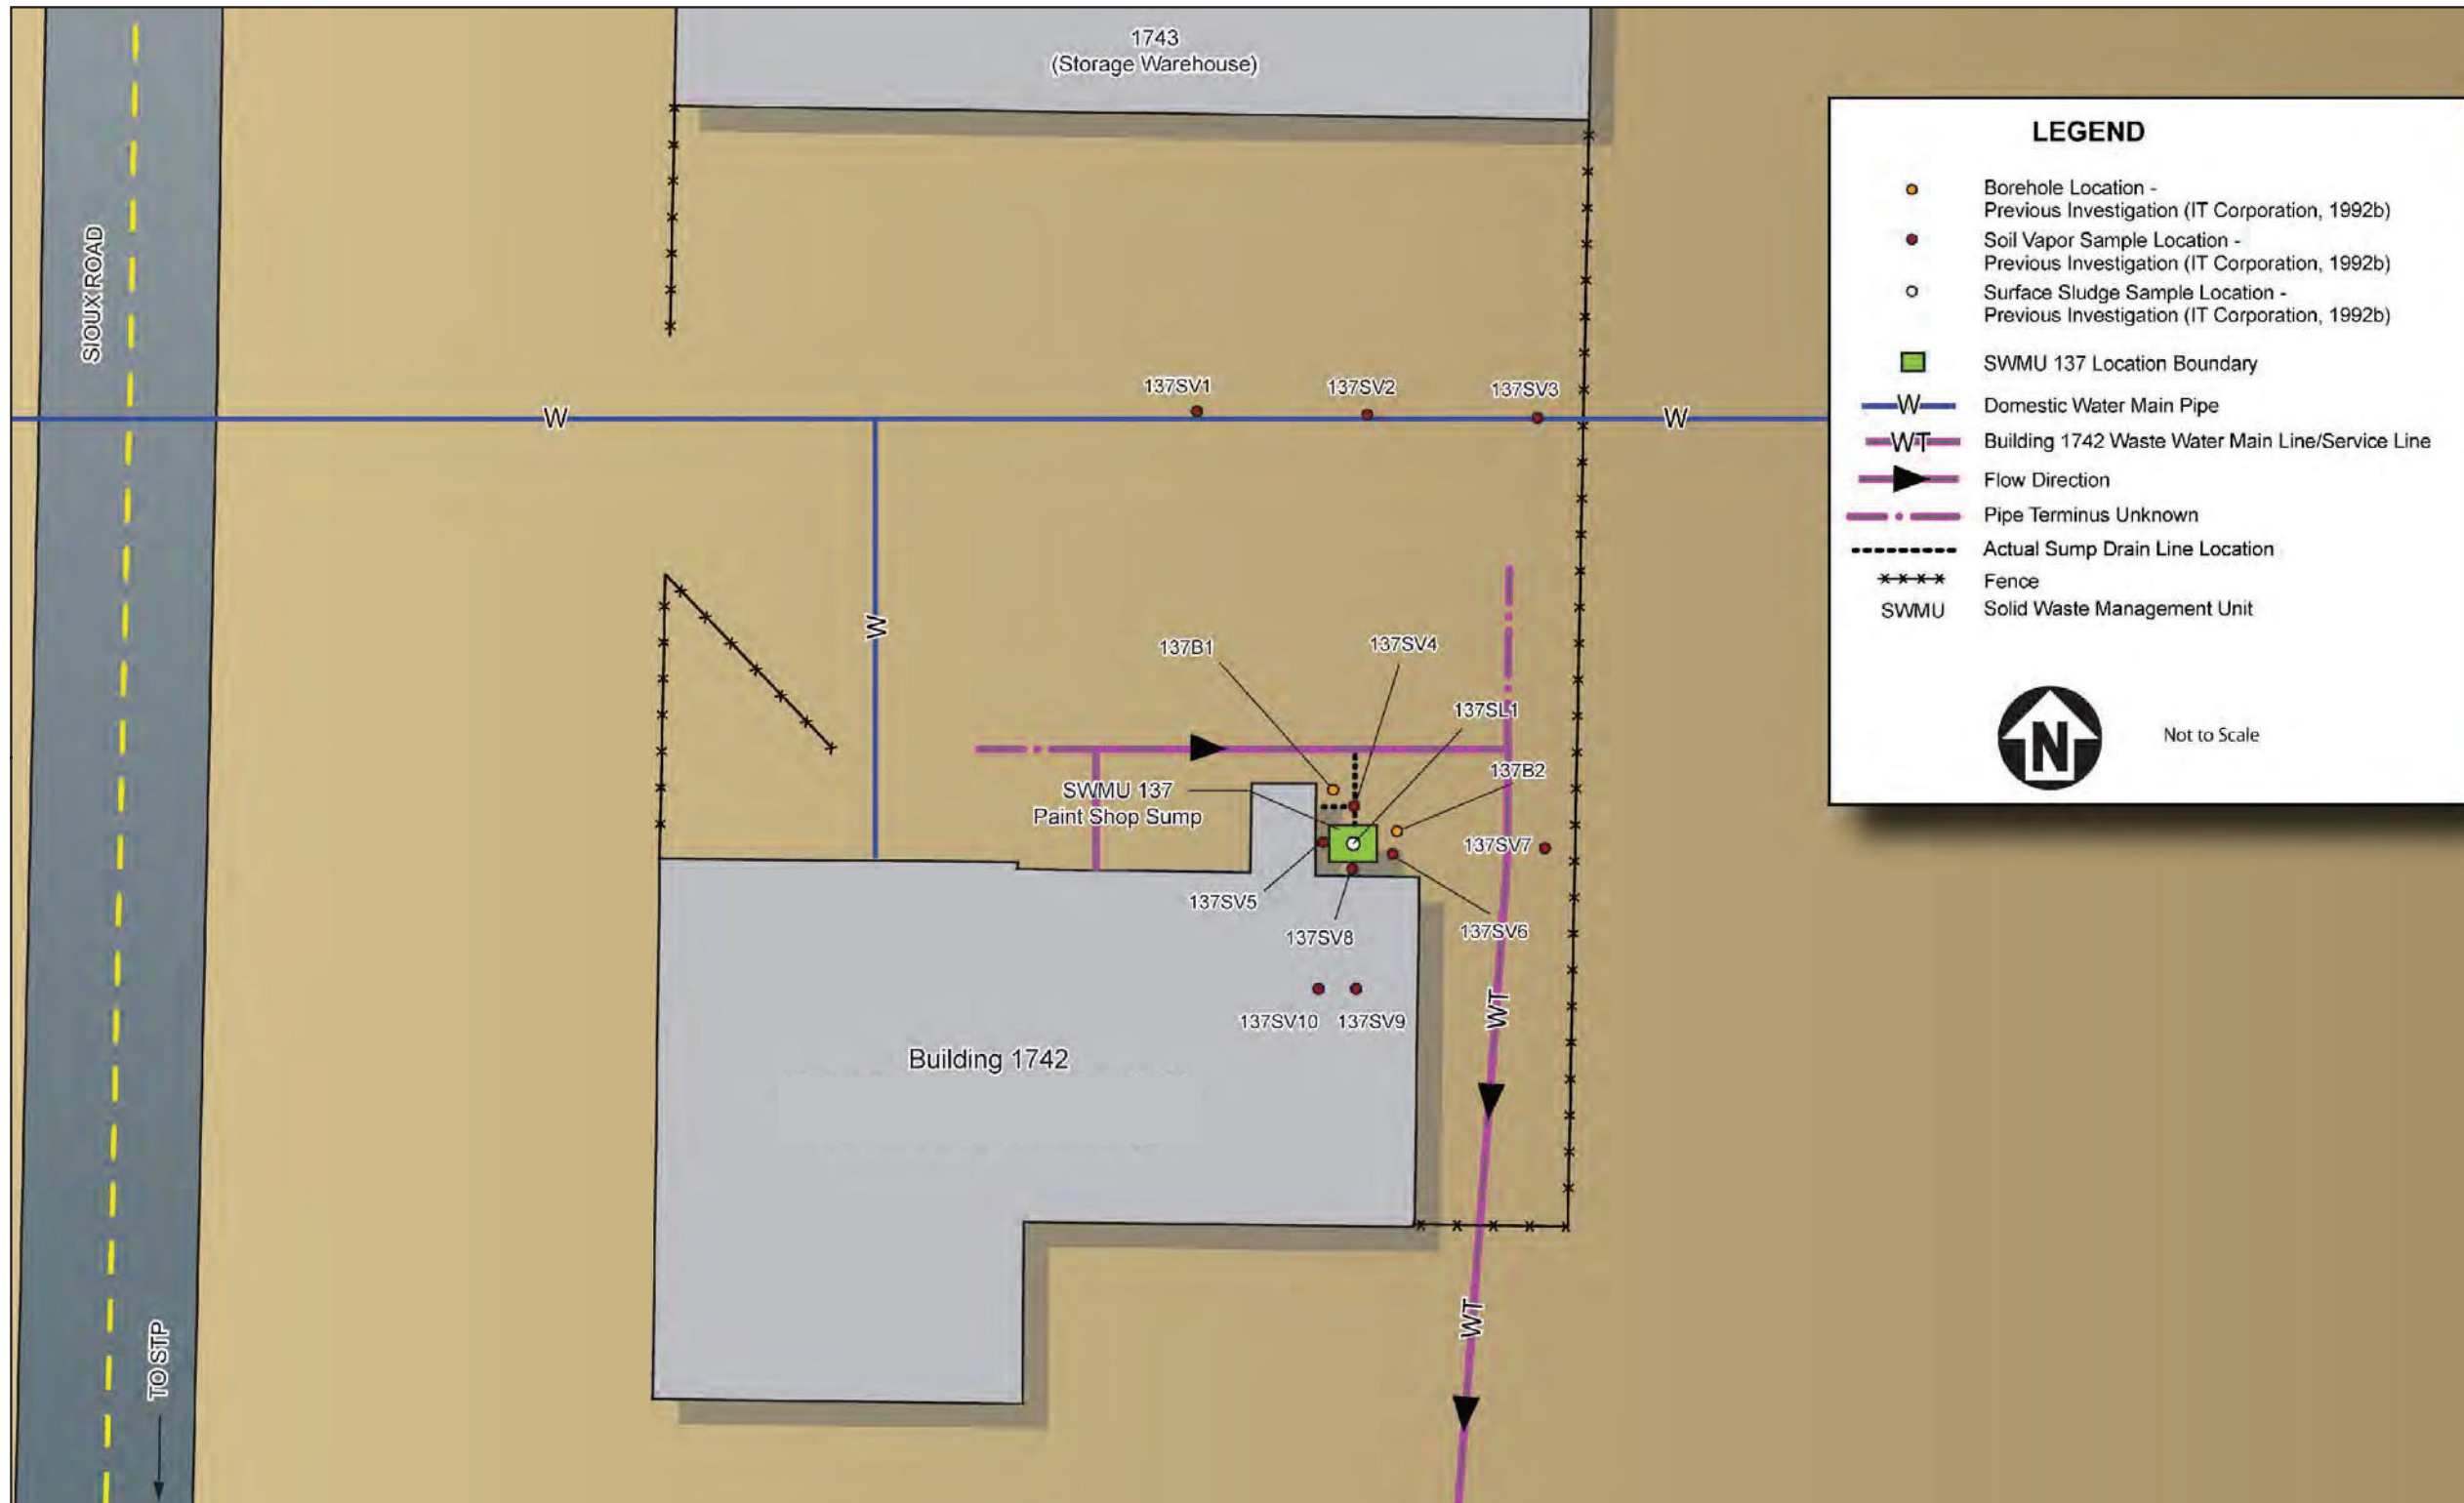 1743
(Storage Warehouse)
LEGEND
Borehole Location -
Previous Investigation (IT Corporation, 1992b)
Soil Vapor Sample Location -
Previous Investigation (IT Corporation, 1992b)
Surface Sludge Sample Location -
Previous Investigation (IT Corporation, 1992b)
SWMU 137 Location Boundary
W
Domestic Water Main Pipe
WT
Building 1742 Waste Water Main Line/Service Line
Flow Direction
Pipe Terminus Unknown
Actual Sump Drain Line Location
Fence
SWMU
Solid Waste Management Unit
N
Not to Scale
SIOUX ROAD
137SV1
137SV2
137SV3
W
W
W
137B1
137SV4
137SL1
137B2
SWMU 137
Paint Shop Sump
137SV7
137SV5
137SV8
137SV6
137SV10
137SV9
WT
Building 1742
WT
TO STP